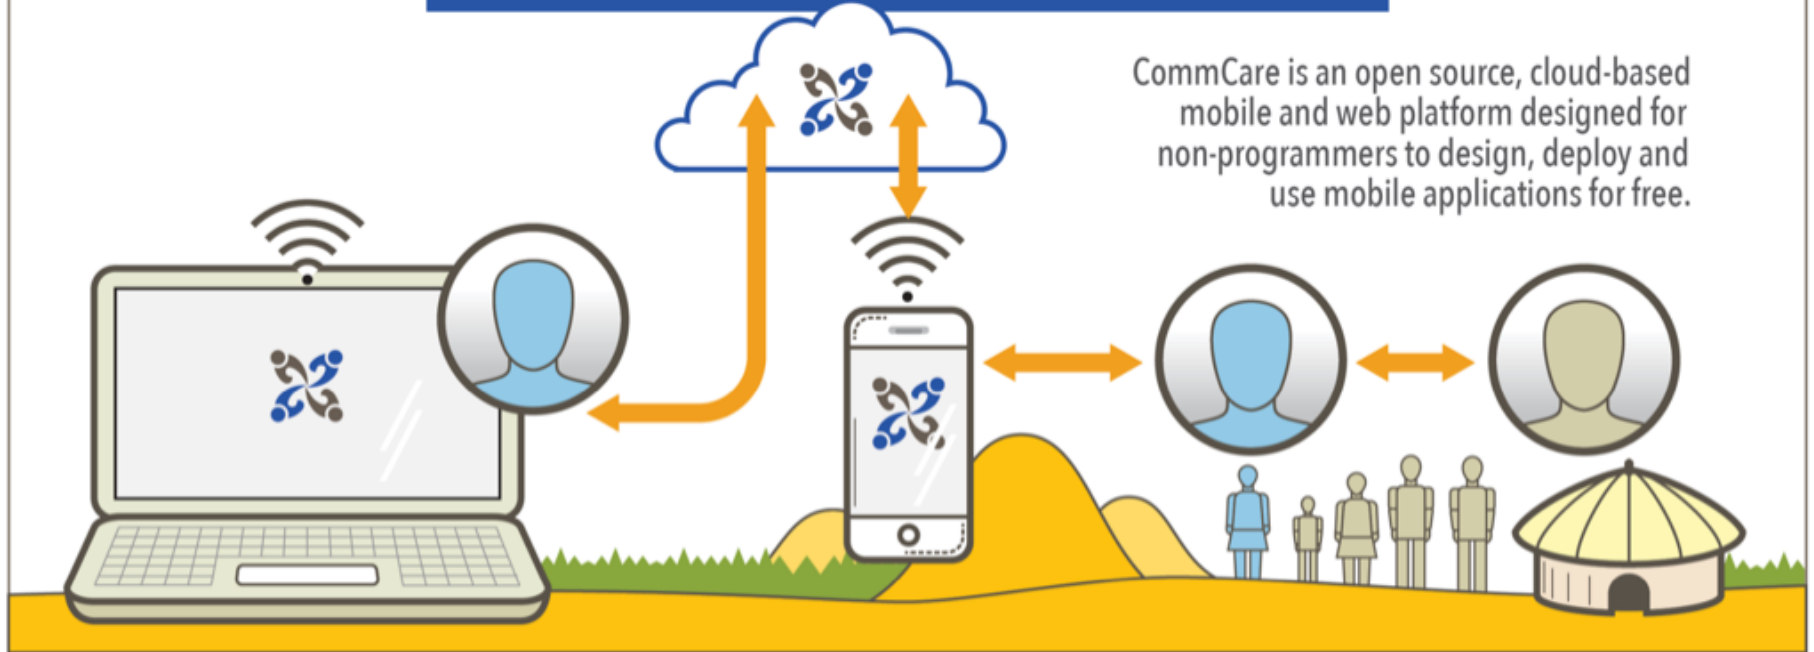 CommCare is an open source, cloud-based
mobile and web platform designed for
non-programmers to design, deploy and
use mobile applications for free.